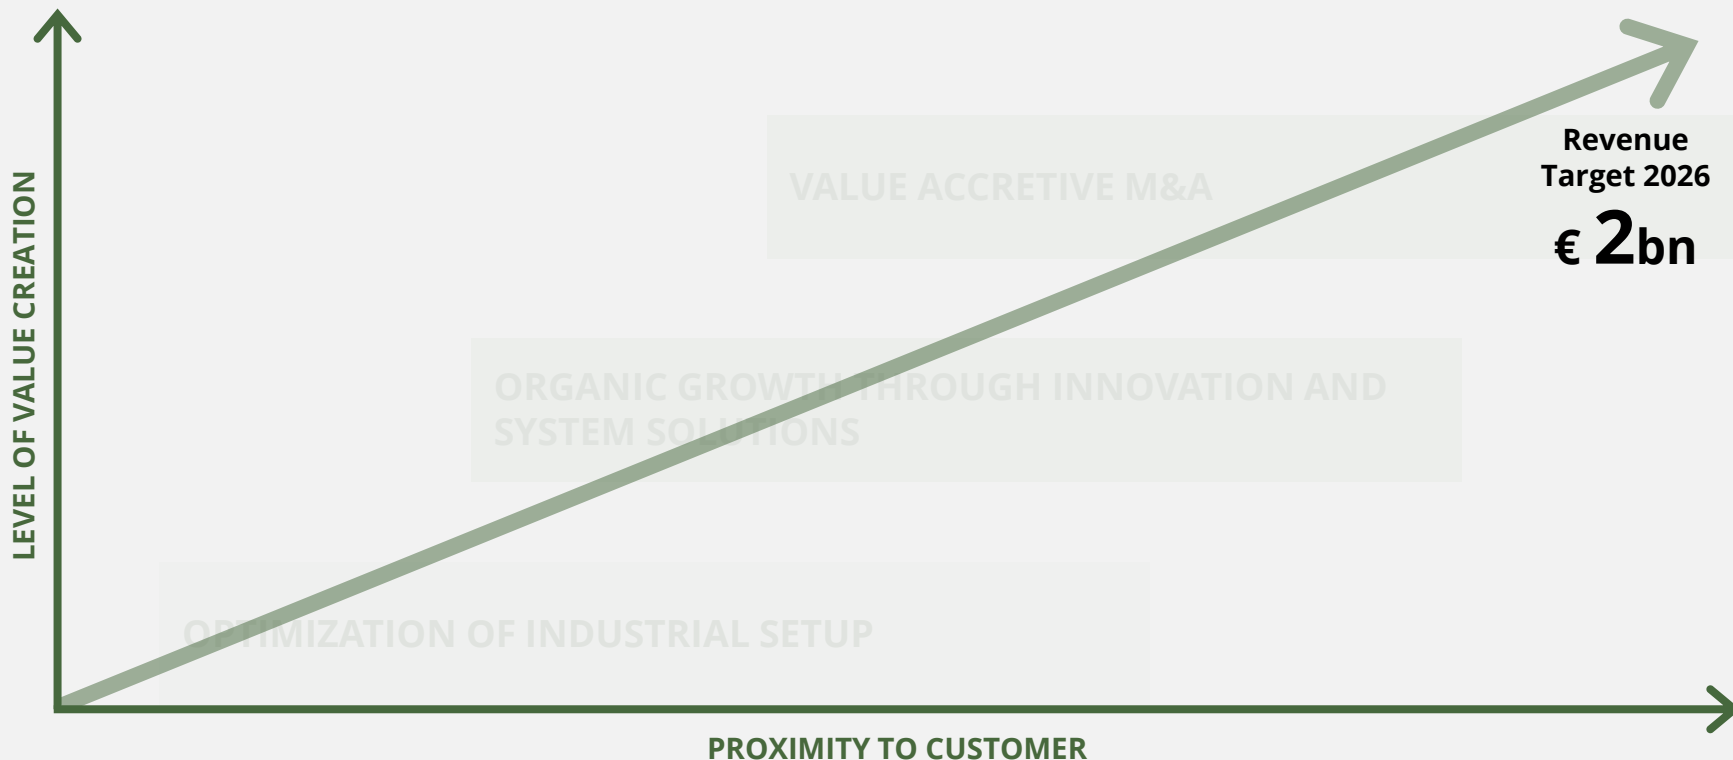 Revenue
Target 2026
€ 2bn
VALUE ACCRETIVE M&A
ORGANIC GROWTH THROUGH INNOVATION AND
SYSTEM SOLUTIONS
OPTIMIZATION OF INDUSTRIAL SETUP
LEVEL OF VALUE CREATION
PROXIMITY TO CUSTOMER